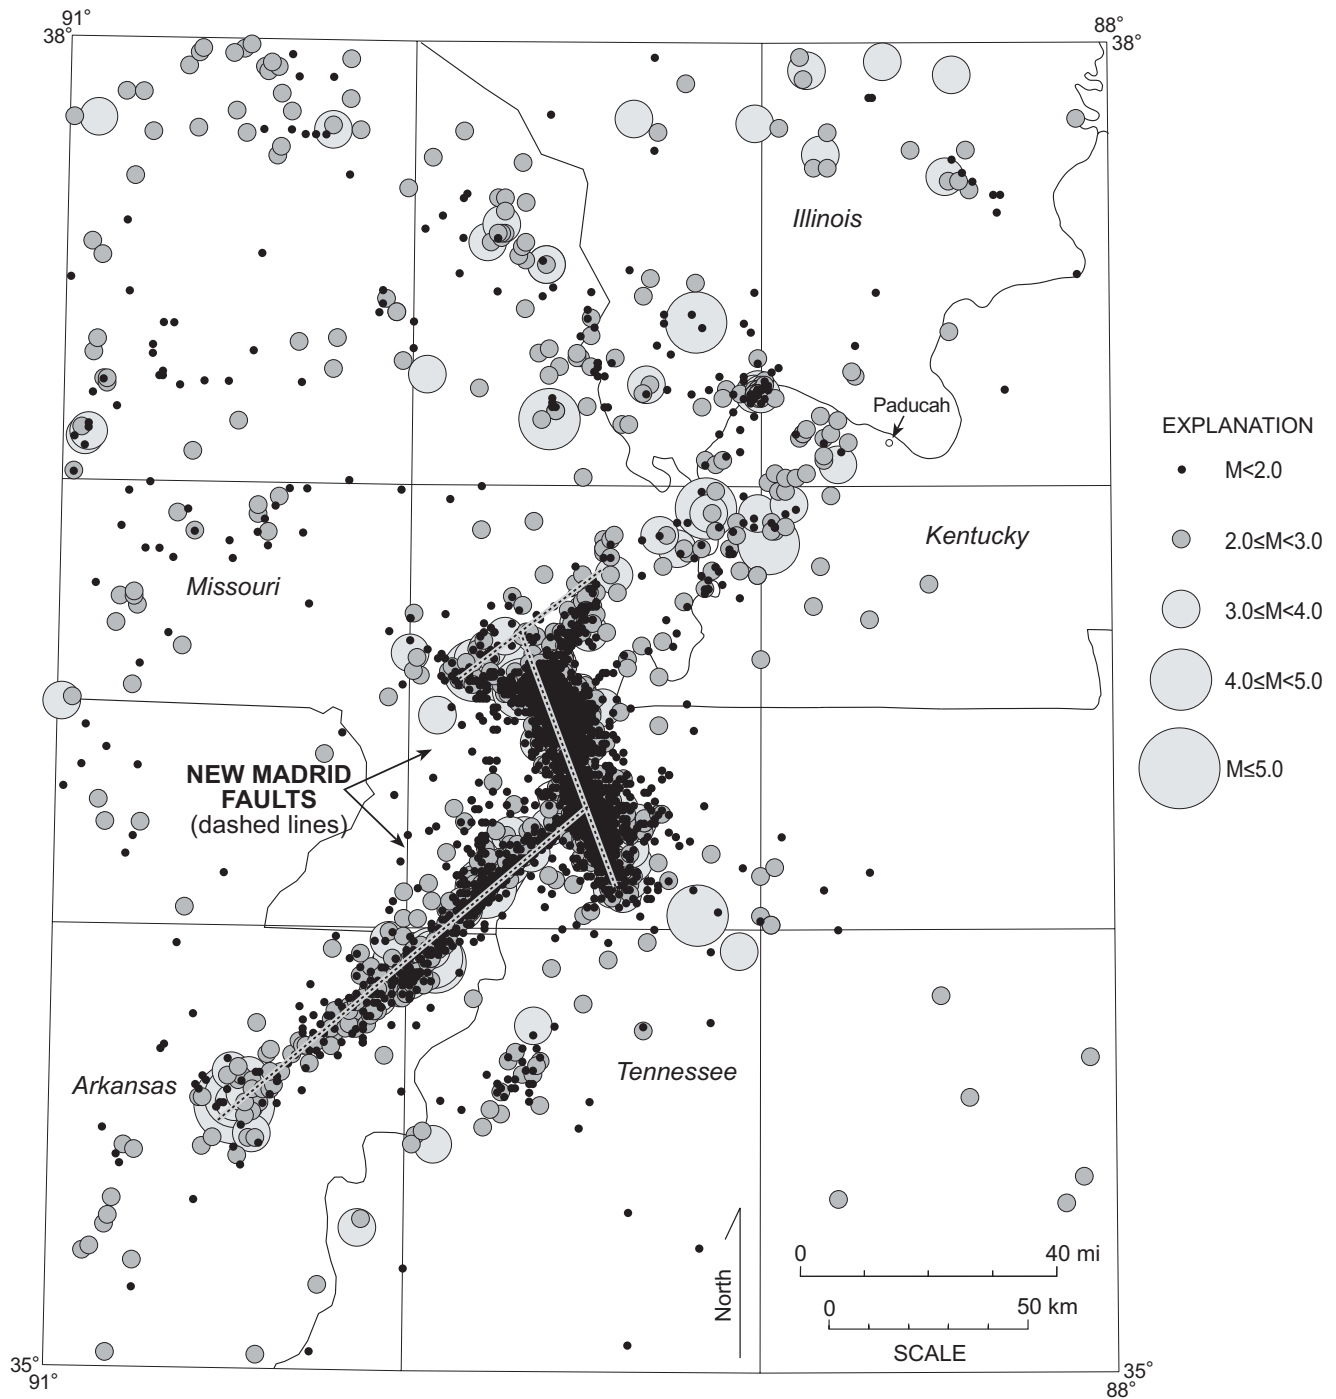 91°
38°
88°
38°
Illinois
Paducah
EXPLANATION
M<2.0
2.0≤M<3.0
3.0≤M<4.0
4.0≤M<5.0
M≤5.0
Kentucky
Missouri
NEW MADRID
FAULTS
(dashed lines)
Arkansas
Tennessee
North
0 40 mi
0 50 km
SCALE
35°
91°
35°
88°